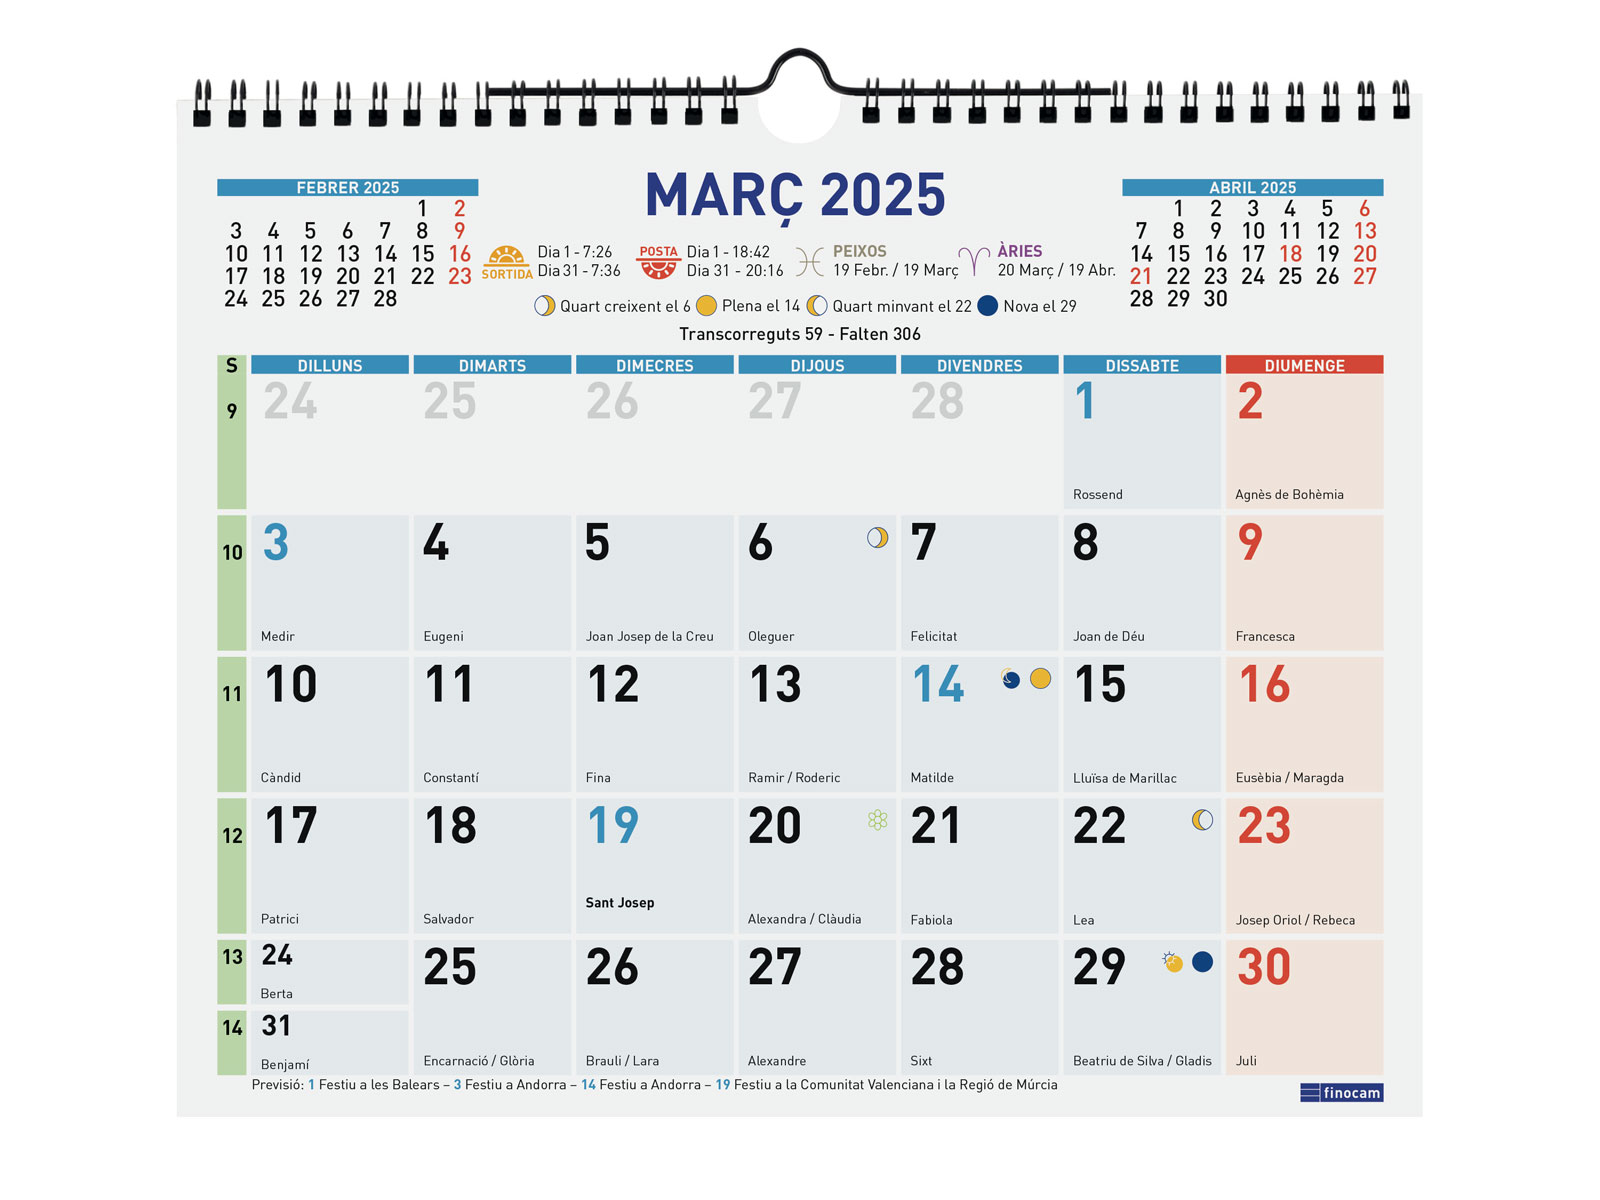 MARÇ 2025
FEBRER 2025
1 2
3 4 5 6 7 8 9
10 11 12 13 14 15 16
17 18 19 20 21 22 23
24 25 26 27 28
SORTIDA
Dia 1 - 7:26
Dia 31 - 7:36
POSTA
Dia 1 - 18:42
Dia 31 - 20:16
PEIXOS
19 Febr. / 19 Març
ÀRIES
20 Març / 19 Abr.
ABRIL 2025
1 2 3 4 5 6
7 8 9 10 11 12 13
14 15 16 17 18 19 20
21 22 23 24 25 26 27
28 29 30
Quart creixent el 6 Plena el 14 Quart minvant el 22 Nova el 29
Transcorreguts 59 - Falten 306
S DILLUNS DIMARTS DIMECRES DIJOUS DIVENDRES DISSABTE DIUMENGE
9 24 25 26 27 28 1 2
Rossend Agnès de Bohèmia
10 3 4 5 6 7 8 9
Medir Eugeni Joan Josep de la Creu Oleguer Felicitat Joan de Déu Francesca
11 10 11 12 13 14 15 16
Càndid Constantí Fina Ramir / Roderic Matilde Lluïsa de Marillac Eusèbia / Maragda
12 17 18 19 20 21 22 23
Sant Josep
Patrici Salvador Alexandra / Clàudia Fabiola Lea Josep Oriol / Rebeca
13 24 25 26 27 28 29 30
Berta
14 31
Benjamí Encarnació / Glòria Brauli / Lara Alexandre Sixt Beatriu de Silva / Gladis Juli
Previsió: 1 Festiu a les Balears – 3 Festiu a Andorra – 14 Festiu a Andorra – 19 Festiu a la Comunitat Valenciana i la Regió de Múrcia
finocam